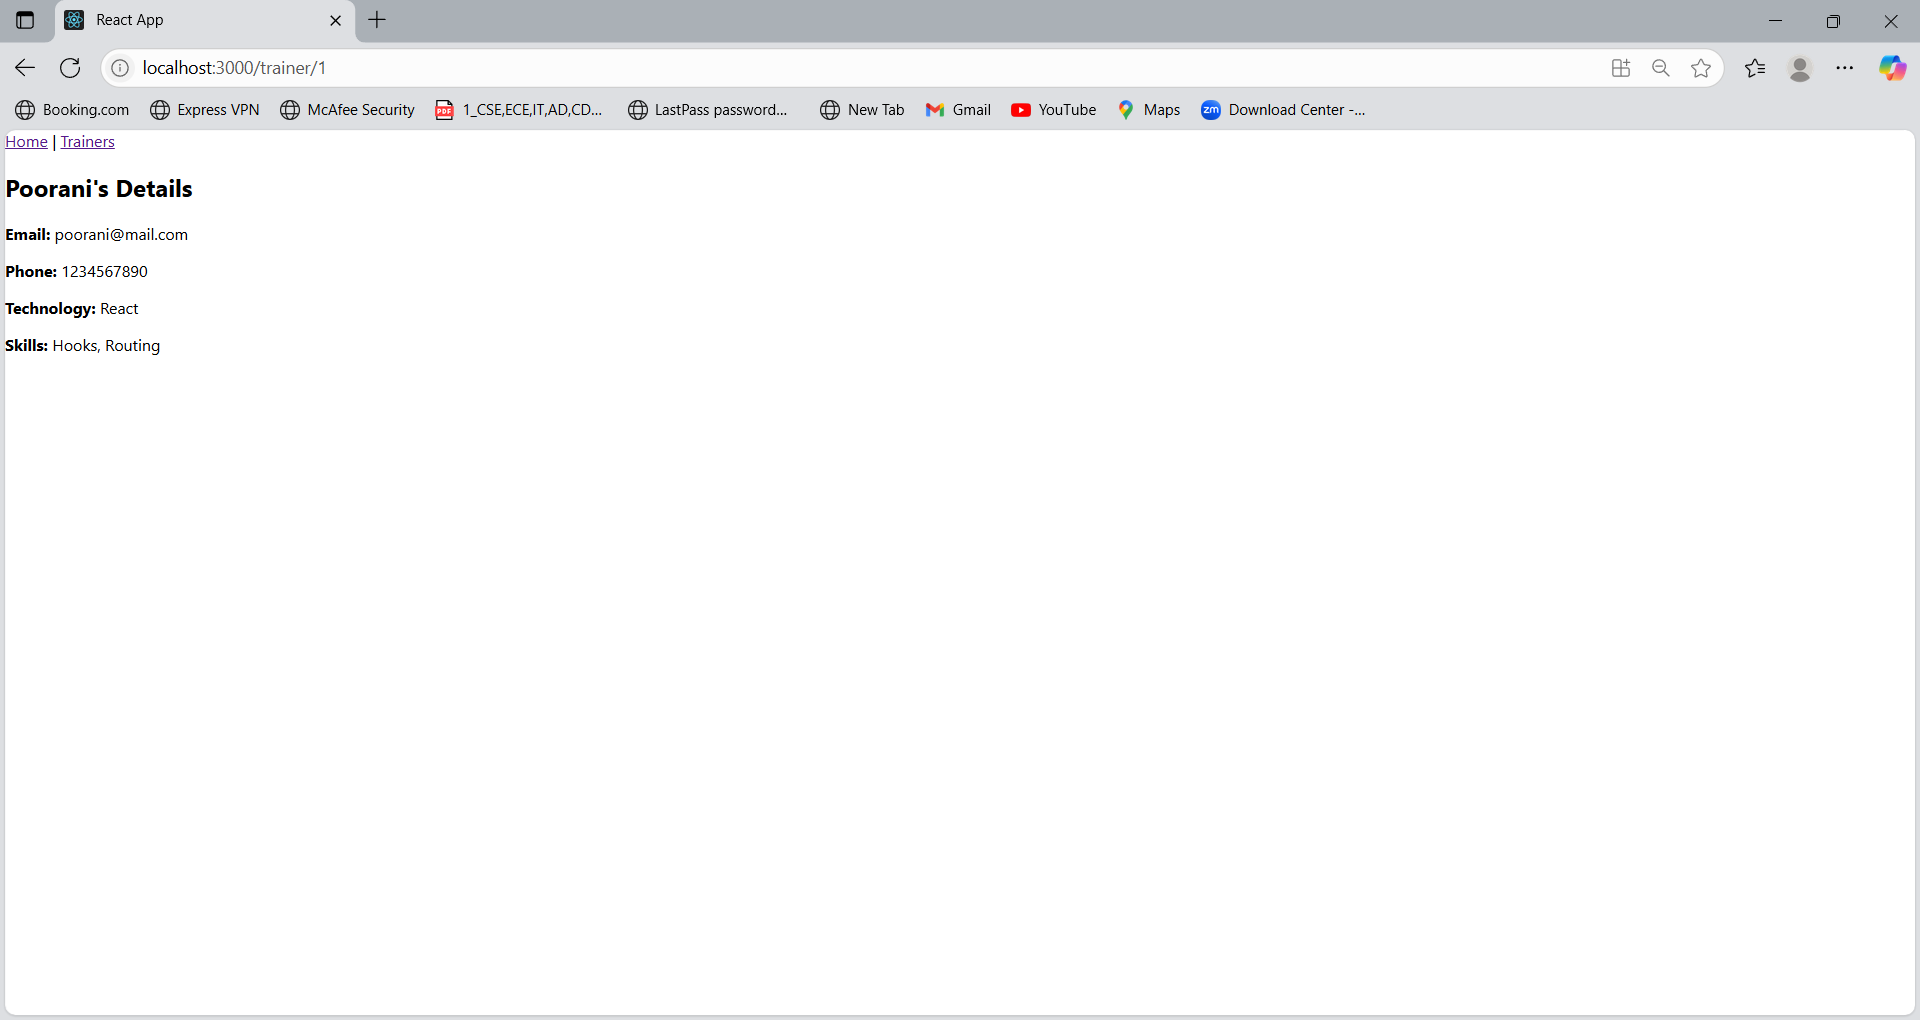 React App
localhost:3000/trainer/1
Booking.com Express VPN McAfee Security PDF 1_CSE,ECE,IT,AD,CD... LastPass password... New Tab Gmail YouTube Maps zm Download Center -...
Home | Trainers
Poorani's Details
Email: poorani@mail.com
Phone: 1234567890
Technology: React
Skills: Hooks, Routing